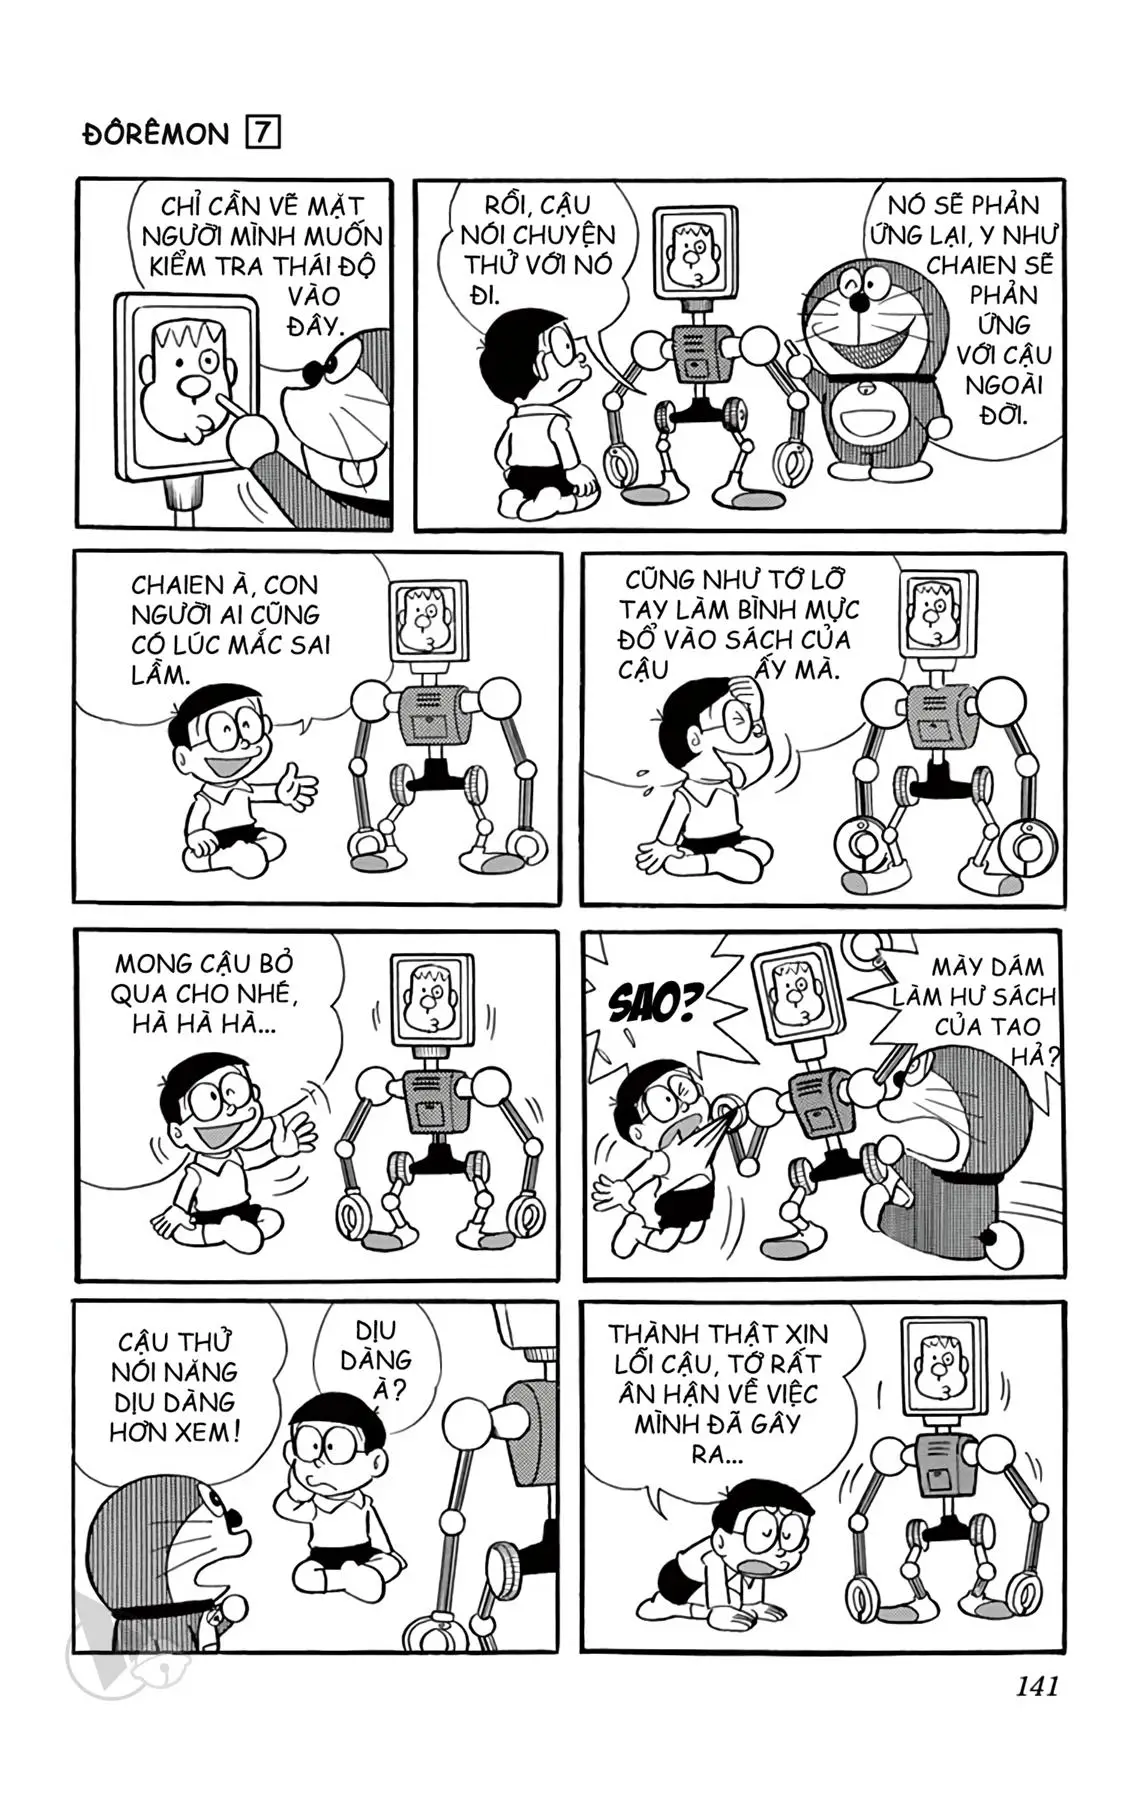 ĐÔRÊMON 7
CHỈ CẦN VẼ MẶT
NGƯỜI MÌNH MUỐN
KIỂM TRA THÁI ĐỘ
VÀO
ĐÂY.
RỒI, CẬU
NÓI CHUYỆN
THỬ VỚI NÓ
ĐI.
NÓ SẼ PHẢN
ỨNG LẠI, Y NHƯ
CHAIEN SẼ
PHẢN
ỨNG
VỚI CẬU
NGOÀI
ĐỜI.
CHAIEN À, CON
NGƯỜI AI CŨNG
CÓ LÚC MẮC SAI
LẦM.
CŨNG NHƯ TỚ LỠ
TAY LÀM BÌNH MỰC
ĐỔ VÀO SÁCH CỦA
CẬU ẤY MÀ.
MONG CẬU BỎ
QUA CHO NHÉ,
HÀ HÀ HÀ...
SAO?
MÀY DÁM
LÀM HƯ SÁCH
CỦA TAO
HẢ?
CẬU THỬ
NÓI NĂNG
DỊU DÀNG
HƠN XEM!
DỊU
DÀNG
À?
THÀNH THẬT XIN
LỖI CẬU, TỚ RẤT
ÂN HẬN VỀ VIỆC
MÌNH ĐÃ GÂY
RA...
141